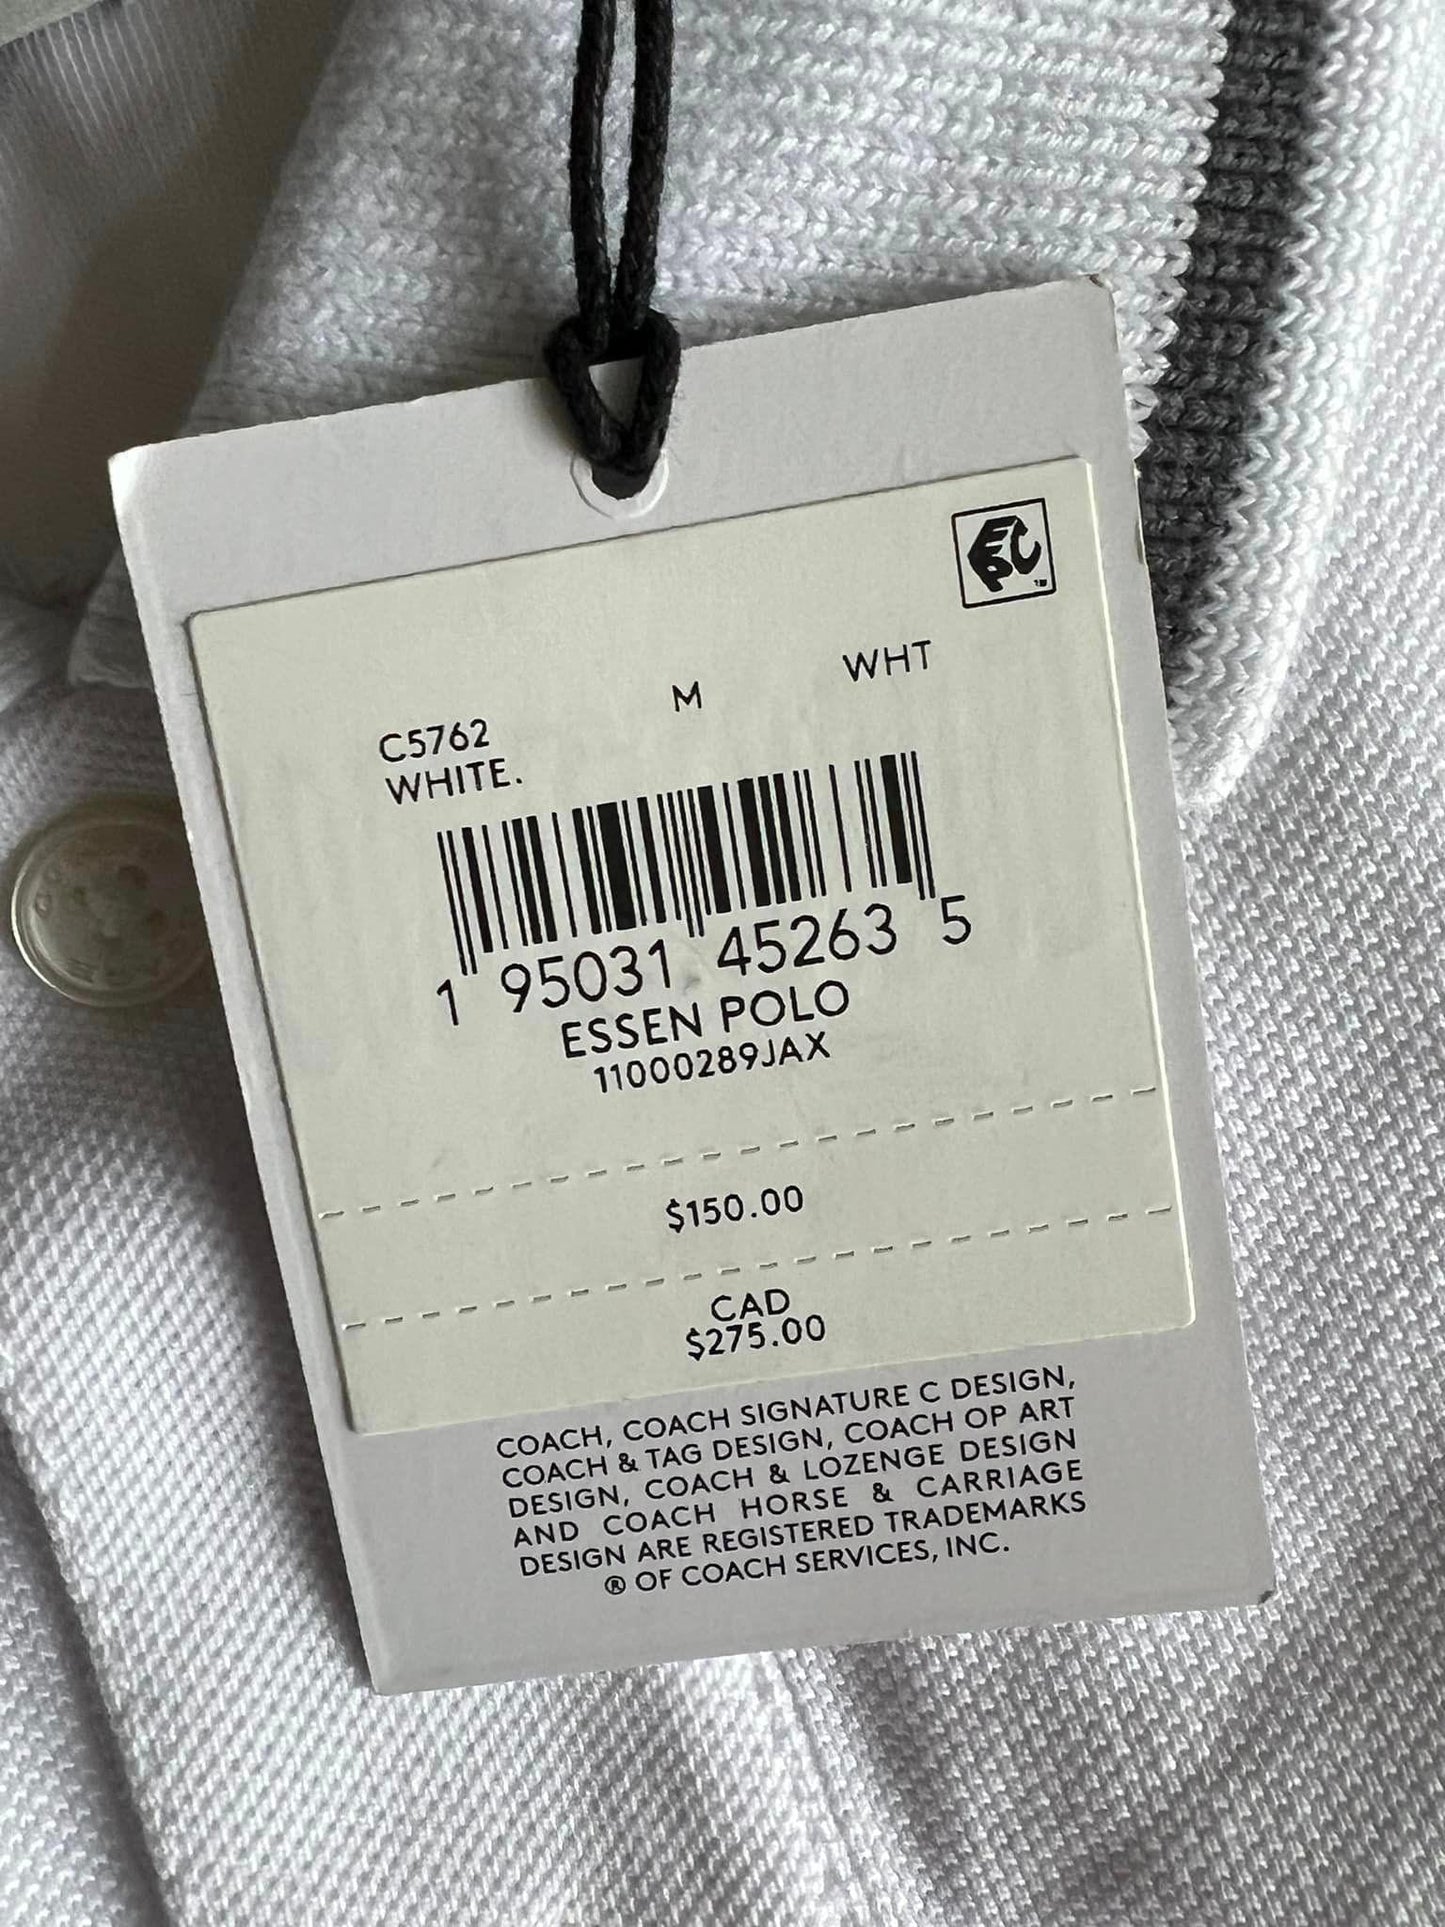 M WHT
C5762
WHITE.
1 95031 45263 5
ESSEN POLO
11000289JAX
$150.00
CAD
$275.00
COACH, COACH SIGNATURE C DESIGN,
COACH & TAG DESIGN, COACH OP ART
DESIGN, COACH & LOZENGE DESIGN
AND COACH HORSE & CARRIAGE
DESIGN ARE REGISTERED TRADEMARKS
® OF COACH SERVICES, INC.